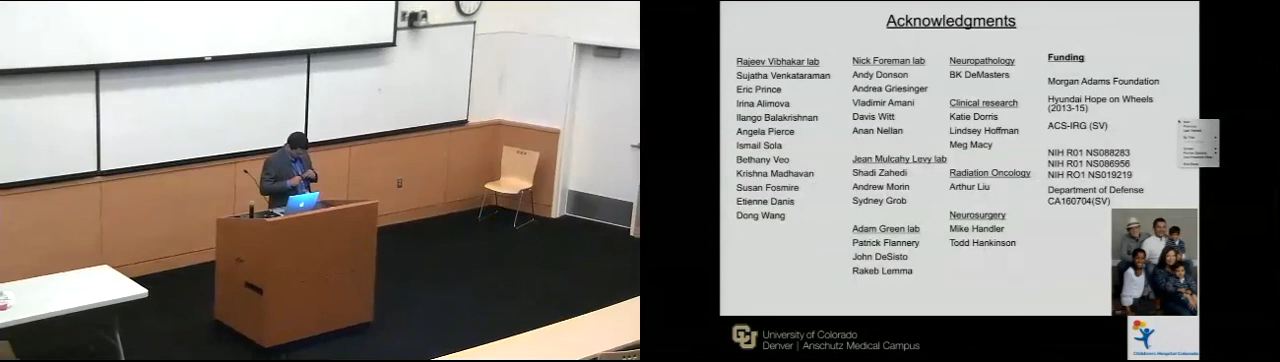 Acknowledgments
Rajeev Vibhakar lab
Sujatha Venkataraman
Eric Prince
Irina Alimova
Ilango Balakrishnan
Angela Pierce
Ismail Sola
Bethany Veo
Krishna Madhavan
Susan Fosmire
Etienne Danis
Dong Wang
Nick Foreman lab
Andy Donson
Andrea Griesinger
Vladimir Amani
Davis Witt
Anan Nellan
Jean Mulcahy Levy lab
Shadi Zahedi
Andrew Morin
Sydney Grob
Adam Green lab
Patrick Flannery
John DeSisto
Rakeb Lemma
Neuropathology
BK DeMasters
Clinical research
Katie Dorris
Lindsey Hoffman
Meg Macy
Radiation Oncology
Arthur Liu
Neurosurgery
Mike Handler
Todd Hankinson
Funding
Morgan Adams Foundation
Hyundai Hope on Wheels
(2013-15)
ACS-IRG (SV)
NIH R01 NS088283
NIH R01 NS086956
NIH RO1 NS019219
Department of Defense
CA160704(SV)
University of Colorado
Denver | Anschutz Medical Campus
Children's Hospital Colorado